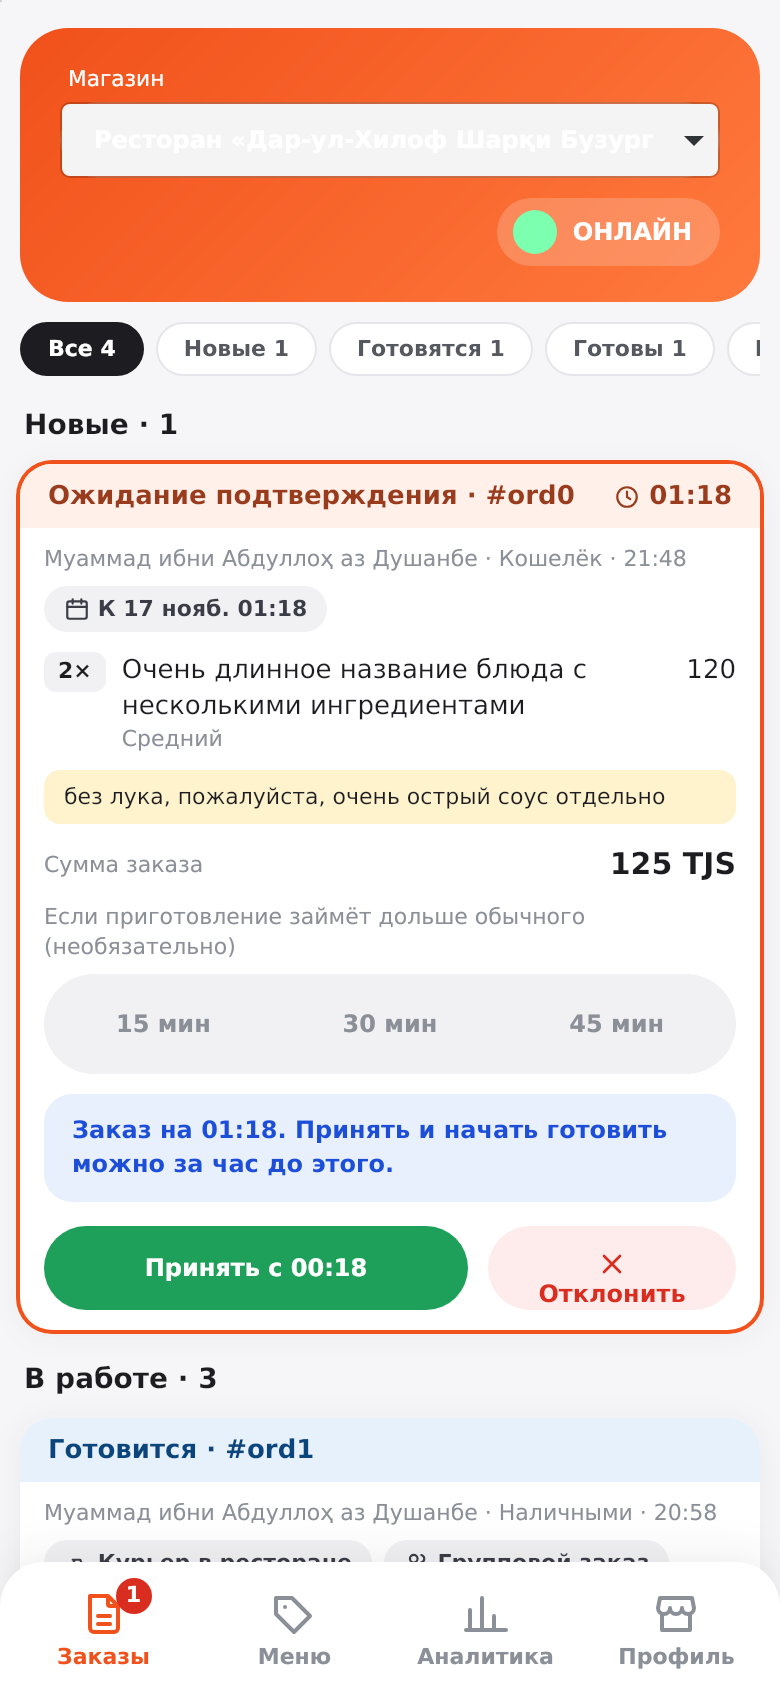 Магазин
Ресторан «Дар-ул-Хилоф Шарқи Бузург
ОНЛАЙН
Все 4
Новые 1
Готовятся 1
Готовы 1
Новые · 1
Ожидание подтверждения · #ord0
01:18
Муаммад ибни Абдуллоҳ аз Душанбе · Кошелёк · 21:48
К 17 нояб. 01:18
2× Очень длинное название блюда с 120
несколькими ингредиентами
Средний
без лука, пожалуйста, очень острый соус отдельно
Сумма заказа 125 TJS
Если приготовление займёт дольше обычного
(необязательно)
15 мин 30 мин 45 мин
Заказ на 01:18. Принять и начать готовить
можно за час до этого.
Принять с 00:18
Отклонить
В работе · 3
Готовится · #ord1
Муаммад ибни Абдуллоҳ аз Душанбе · Наличными · 20:58
Курьер в ресторане
Групповой заказ
1
Заказы
Меню
Аналитика
Профиль